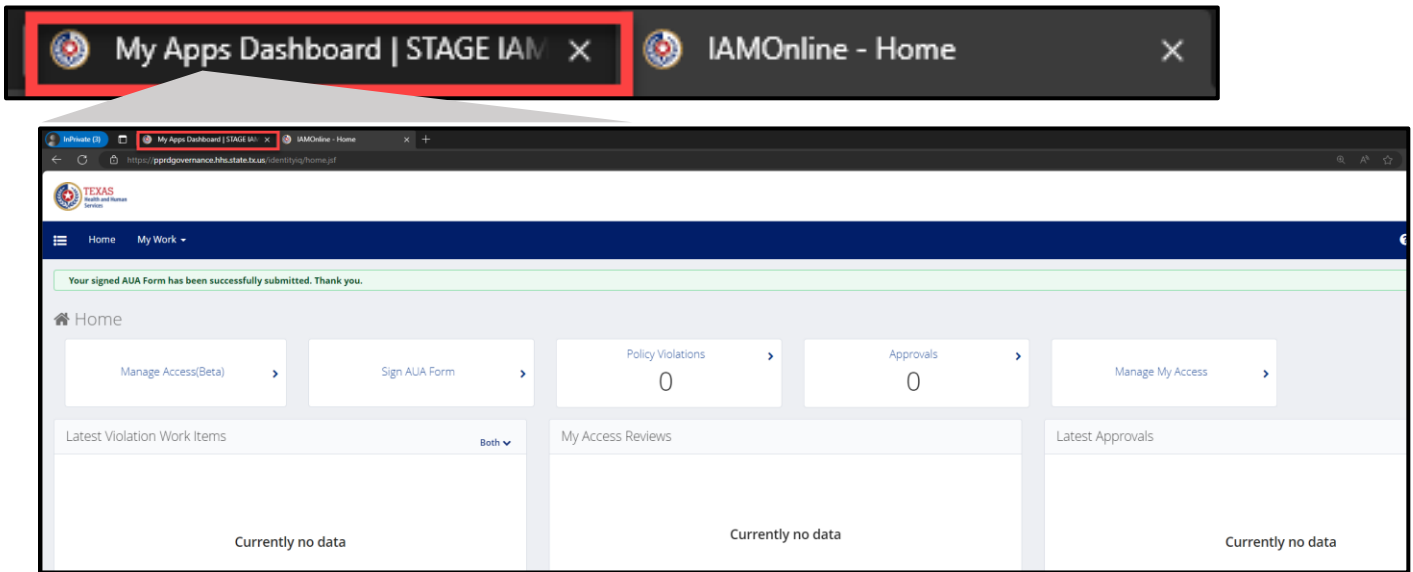 My Apps Dashboard | STAGE IAM
IAMOnline - Home
InPrivate (3)
My Apps Dashboard | STAGE IAM
IAMOnline - Home
https://pprdgovernance.hhs.state.tx.us/identityiq/home.jsf
TEXAS
Health and Human
Services
Home
My Work
Your signed AUA Form has been successfully submitted. Thank you.
Home
Manage Access(Beta)
Sign AUA Form
Policy Violations
0
Approvals
0
Manage My Access
Latest Violation Work Items
Both
My Access Reviews
Latest Approvals
Currently no data
Currently no data
Currently no data